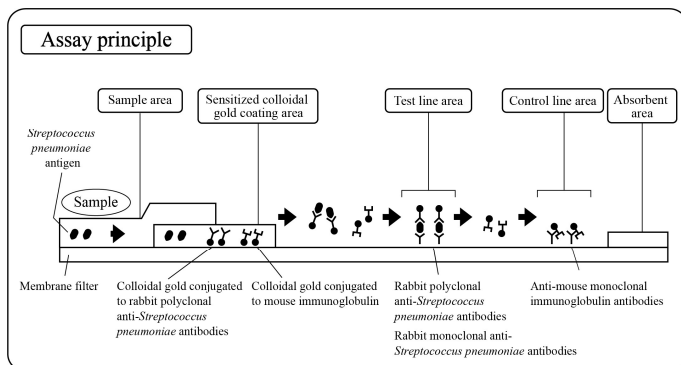 Assay principle
Sample area
Sensitized colloidal
gold coating area
Test line area
Control line area
Absorbent
area
Streptococcus
pneumoniae
antigen
Sample
Membrane filter
Colloidal gold conjugated
to rabbit polyclonal
anti-Streptococcus
pneumoniae antibodies
Colloidal gold conjugated
to mouse immunoglobulin
Rabbit polyclonal
anti-Streptococcus
pneumoniae antibodies
Rabbit monoclonal anti-
Streptococcus pneumoniae antibodies
Anti-mouse monoclonal
immunoglobulin antibodies